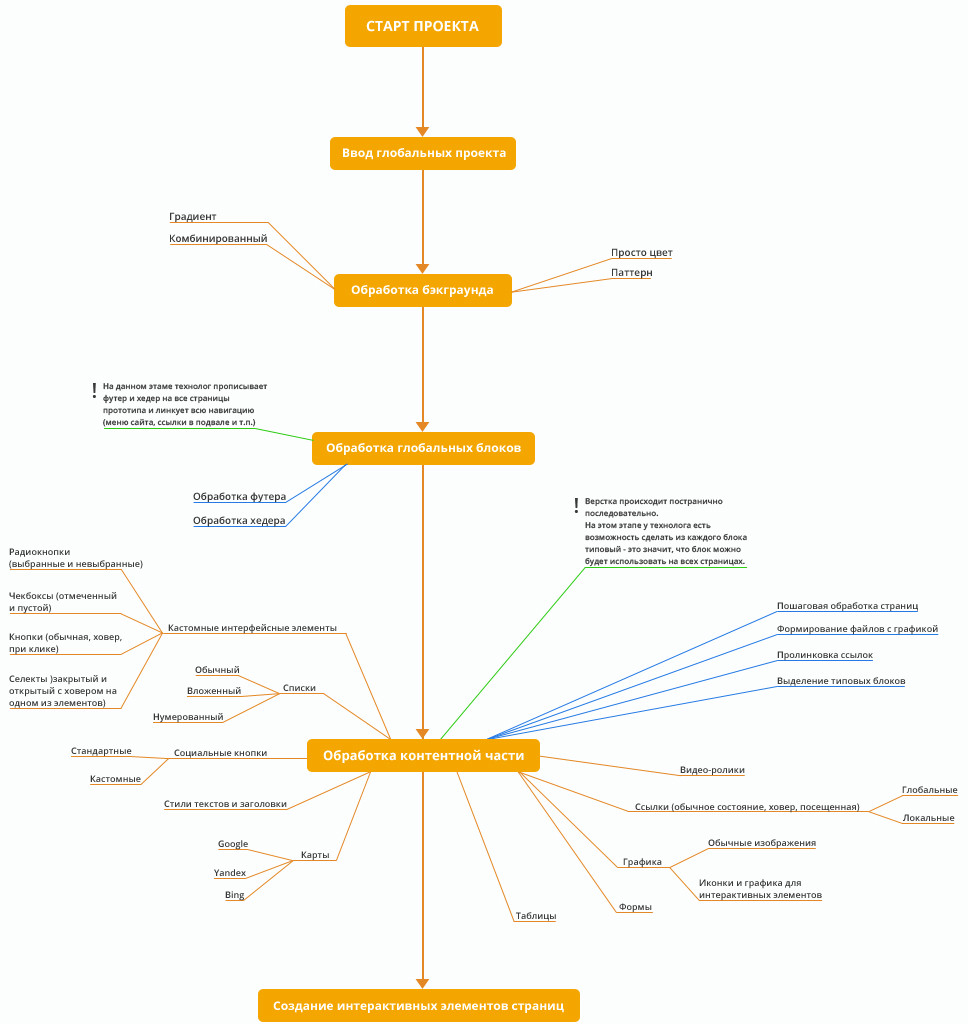 СТАРТ ПРОЕКТА
Ввод глобальных проекта
Градиент
Комбинированный
Просто цвет
Паттерн
Обработка бэкграунда
! На данном этаме технолог прописывает
футер и хедер на все страницы
прототипа и линкует всю навигацию
(меню сайта, ссылки в подвале и т.п.)
Обработка глобальных блоков
Обработка футера
Обработка хедера
! Верстка происходит постранично
последовательно.
На этом этапе у технолога есть
возможность сделать из каждого блока
типовый - это значит, что блок можно
будет использовать на всех страницах.
Радиокнопки
(выбранные и невыбранные)
Чекбоксы (отмеченный
и пустой)
Кнопки (обычная, ховер,
при клике)
Селекты )закрытый и
открытый с ховером на
одном из элементов)
Кастомные интерфейсные элементы
Обычный
Вложенный
Нумерованный
Списки
Пошаговая обработка страниц
Формирование файлов с графикой
Пролинковка ссылок
Выделение типовых блоков
Обработка контентной части
Стандартные
Кастомные
Социальные кнопки
Стили текстов и заголовки
Google
Yandex
Bing
Карты
Видео-ролики
Ссылки (обычное состояние, ховер, посещенная)
Глобальные
Локальные
Графика
Обычные изображения
Иконки и графика для
интерактивных элементов
Формы
Таблицы
Создание интерактивных элементов страниц